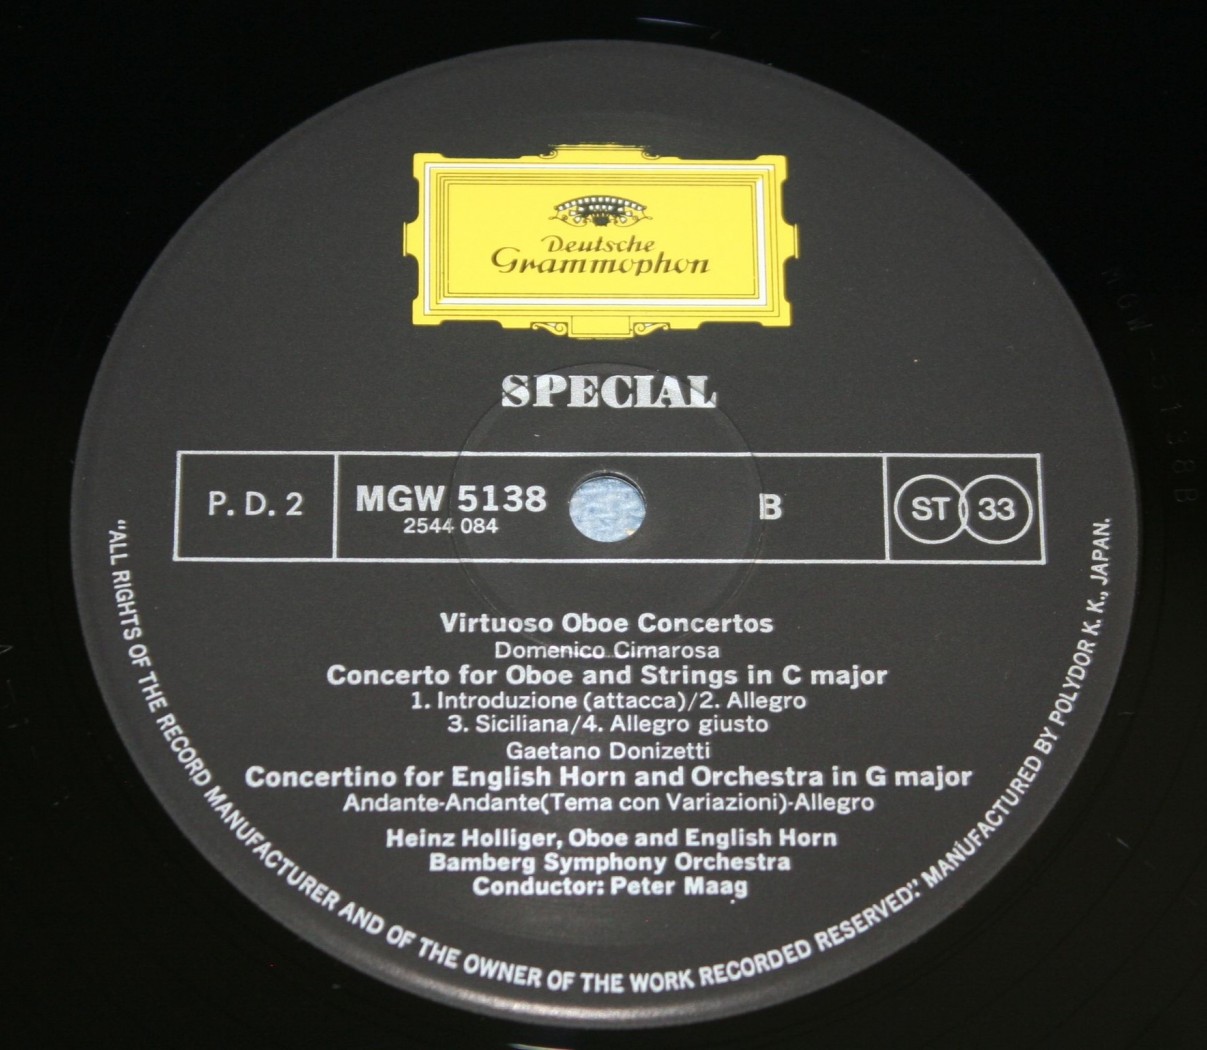 Deutsche
Grammophon
SPECIAL
P. D. 2
MGW 5138
2544 084
B
ST 33
Virtuoso Oboe Concertos
Domenico Cimarosa
Concerto for Oboe and Strings in C major
1. Introduzione (attacca)/2. Allegro
3. Siciliana/4. Allegro giusto
Gaetano Donizetti
Concertino for English Horn and Orchestra in G major
Andante-Andante(Tema con Variazioni)-Allegro
Heinz Holliger, Oboe and English Horn
Bamberg Symphony Orchestra
Conductor: Peter Maag
"ALL RIGHTS OF THE RECORD MANUFACTURER AND OF THE OWNER OF THE WORK RECORDED RESERVED." MANUFACTURED BY POLYDOR K. K., JAPAN.